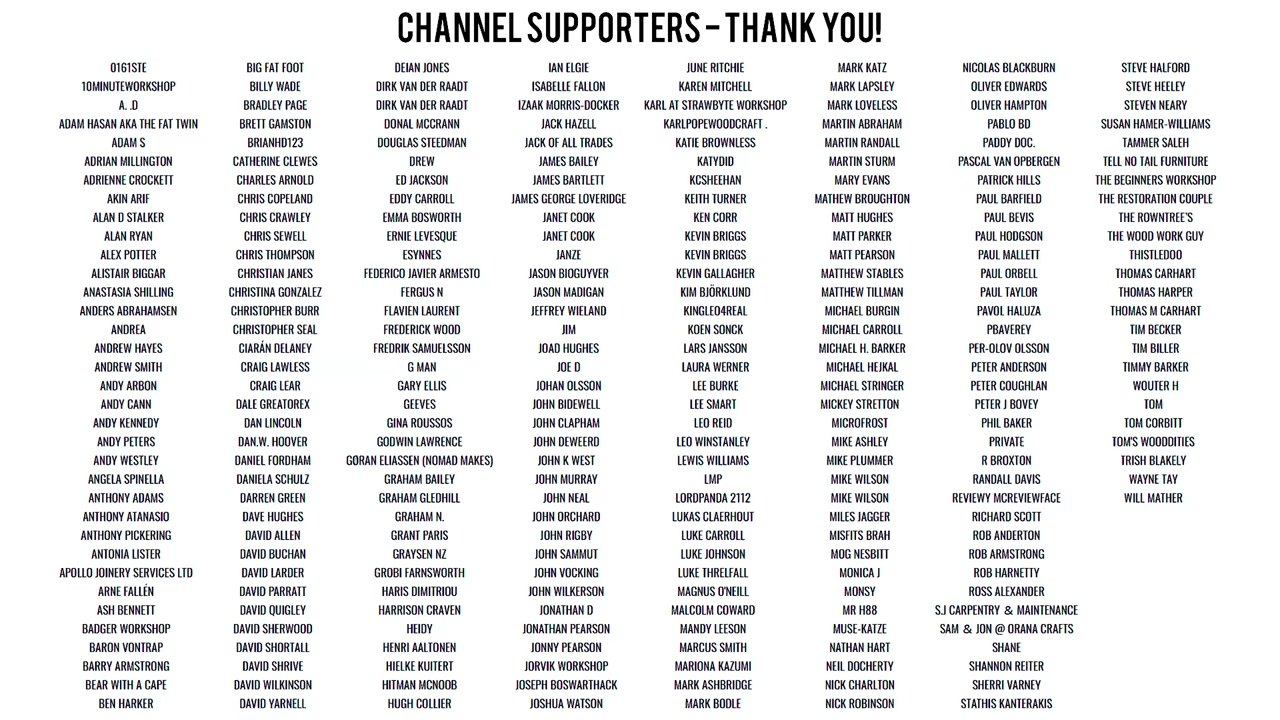 CHANNEL SUPPORTERS – THANK YOU!
0161STE
10MINUTEWORKSHOP
A. .D
ADAM HASAN AKA THE FAT TWIN
ADAM S
ADRIAN MILLINGTON
ADRIENNE CROCKETT
AKIN ARIF
ALAN D STALKER
ALAN RYAN
ALEX POTTER
ALISTAIR BIGGAR
ANASTASIA SHILLING
ANDERS ABRAHAMSEN
ANDREA
ANDREW HAYES
ANDREW SMITH
ANDY ARBON
ANDY CANN
ANDY KENNEDY
ANDY PETERS
ANDY WESTLEY
ANGELA SPINELLA
ANTHONY ADAMS
ANTHONY ATANASIO
ANTHONY PICKERING
ANTONIA LISTER
APOLLO JOINERY SERVICES LTD
ARNE FALLÉN
ASH BENNETT
BADGER WORKSHOP
BARON VONTRAP
BARRY ARMSTRONG
BEAR WITH A CAPE
BEN HARKER
BIG FAT FOOT
BILLY WADE
BRADLEY PAGE
BRETT GAMSTON
BRIANHD123
CATHERINE CLEWES
CHARLES ARNOLD
CHRIS COPELAND
CHRIS CRAWLEY
CHRIS SEWELL
CHRIS THOMPSON
CHRISTIAN JANES
CHRISTINA GONZALEZ
CHRISTOPHER BURR
CHRISTOPHER SEAL
CIARÁN DELANEY
CRAIG LAWLESS
CRAIG LEAR
DALE GREATOREX
DAN LINCOLN
DAN.W. HOOVER
DANIEL FORDHAM
DANIELA SCHULZ
DARREN GREEN
DAVE HUGHES
DAVID ALLEN
DAVID BUCHAN
DAVID LARDER
DAVID PARRATT
DAVID QUIGLEY
DAVID SHERWOOD
DAVID SHORTALL
DAVID SHRIVE
DAVID WILKINSON
DAVID YARNELL
DEIAN JONES
DIRK VAN DER RAADT
DIRK VAN DER RAADT
DONAL MCCRANN
DOUGLAS STEEDMAN
DREW
ED JACKSON
EDDY CARROLL
EMMA BOSWORTH
ERNIE LEVESQUE
ESYNNES
FEDERICO JAVIER ARMESTO
FERGUS N
FLAVIEN LAURENT
FREDERICK WOOD
FREDRIK SAMUELSSON
G MAN
GARY ELLIS
GEEVES
GINA ROUSSOS
GODWIN LAWRENCE
GØRAN ELIASSEN (NOMAD MAKES)
GRAHAM BAILEY
GRAHAM GLEDHILL
GRAHAM N.
GRANT PARIS
GRAYSEN NZ
GROBI FARNSWORTH
HARIS DIMITRIOU
HARRISON CRAVEN
HEIDY
HENRI AALTONEN
HIELKE KUITERT
HITMAN MCNOOB
HUGH COLLIER
IAN ELGIE
ISABELLE FALLON
IZAAK MORRIS-DOCKER
JACK HAZELL
JACK OF ALL TRADES
JAMES BAILEY
JAMES BARTLETT
JAMES GEORGE LOVERIDGE
JANET COOK
JANET COOK
JANZE
JASON BIOGUYVER
JASON MADIGAN
JEFFREY WIELAND
JIM
JOAD HUGHES
JOE D
JOHAN OLSSON
JOHN BIDEWELL
JOHN CLAPHAM
JOHN DEWEERD
JOHN K WEST
JOHN MURRAY
JOHN NEAL
JOHN ORCHARD
JOHN RIGBY
JOHN SAMMUT
JOHN VOCKING
JOHN WILKERSON
JONATHAN D
JONATHAN PEARSON
JONNY PEARSON
JORVIK WORKSHOP
JOSEPH BOSWARTHACK
JOSHUA WATSON
JUNE RITCHIE
KAREN MITCHELL
KARL AT STRAWBYTE WORKSHOP
KARLPOPEWOODCRAFT .
KATIE BROWNLESS
KATYDID
KCSHEEHAN
KEITH TURNER
KEN CORR
KEVIN BRIGGS
KEVIN BRIGGS
KEVIN GALLAGHER
KIM BJÖRKLUND
KINGLEO4REAL
KOEN SONCK
LARS JANSSON
LAURA WERNER
LEE BURKE
LEE SMART
LEO REID
LEO WINSTANLEY
LEWIS WILLIAMS
LMP
LORDPANDA 2112
LUKAS CLAERHOUT
LUKE CARROLL
LUKE JOHNSON
LUKE THRELFALL
MAGNUS O'NEILL
MALCOLM COWARD
MANDY LEESON
MARCUS SMITH
MARIONA KAZUMI
MARK ASHBRIDGE
MARK BODLE
MARK KATZ
MARK LAPSLEY
MARK LOVELESS
MARTIN ABRAHAM
MARTIN RANDALL
MARTIN STURM
MARY EVANS
MATHEW BROUGHTON
MATT HUGHES
MATT PARKER
MATT PEARSON
MATTHEW STABLES
MATTHEW TILLMAN
MICHAEL BURGIN
MICHAEL CARROLL
MICHAEL H. BARKER
MICHAEL HEJKAL
MICHAEL STRINGER
MICKEY STRETTON
MICROFROST
MIKE ASHLEY
MIKE PLUMMER
MIKE WILSON
MIKE WILSON
MILES JAGGER
MISFITS BRAH
MOG NESBITT
MONICA J
MONSY
MR H88
MUSE-KATZE
NATHAN HART
NEIL DOCHERTY
NICK CHARLTON
NICK ROBINSON
NICOLAS BLACKBURN
OLIVER EDWARDS
OLIVER HAMPTON
PABLO BD
PADDY DOC.
PASCAL VAN OPBERGEN
PATRICK HILLS
PAUL BARFIELD
PAUL BEVIS
PAUL HODGSON
PAUL MALLETT
PAUL ORBELL
PAUL TAYLOR
PAVOL HALUZA
PBAVEREY
PER-OLOV OLSSON
PETER ANDERSON
PETER COUGHLAN
PETER J BOVEY
PHIL BAKER
PRIVATE
R BROXTON
RANDALL DAVIS
REVIEWY MCREVIEWFACE
RICHARD SCOTT
ROB ANDERTON
ROB ARMSTRONG
ROB HARNETTY
ROSS ALEXANDER
S.J CARPENTRY & MAINTENANCE
SAM & JON @ ORANA CRAFTS
SHANE
SHANNON REITER
SHERRI VARNEY
STATHIS KANTERAKIS
STEVE HALFORD
STEVE HEELEY
STEVEN NEARY
SUSAN HAMER-WILLIAMS
TAMMER SALEH
TELL NO TAIL FURNITURE
THE BEGINNERS WORKSHOP
THE RESTORATION COUPLE
THE ROWNTREE'S
THE WOOD WORK GUY
THISTLEDOO
THOMAS CARHART
THOMAS HARPER
THOMAS M CARHART
TIM BECKER
TIM BILLER
TIMMY BARKER
WOUTER H
TOM
TOM CORBITT
TOM'S WOODDITIES
TRISH BLAKELY
WAYNE TAY
WILL MATHER